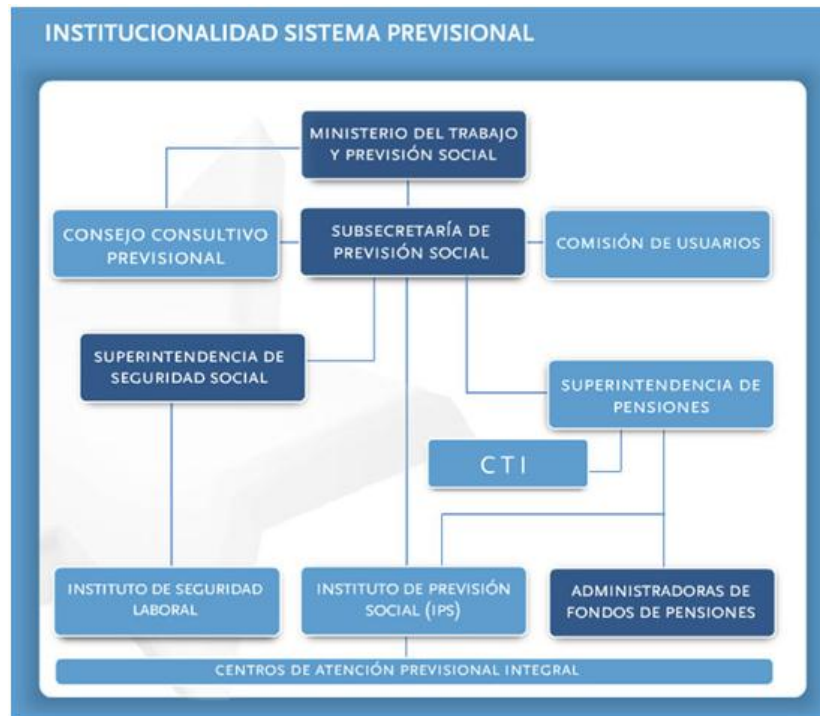 INSTITUCIONALIDAD SISTEMA PREVISIONAL
MINISTERIO DEL TRABAJO
Y PREVISIÓN SOCIAL
CONSEJO CONSULTIVO
PREVISIONAL
SUBSECRETARÍA DE
PREVISIÓN SOCIAL
COMISIÓN DE USUARIOS
SUPERINTENDENCIA DE
SEGURIDAD SOCIAL
SUPERINTENDENCIA DE
PENSIONES
CTI
INSTITUTO DE SEGURIDAD
LABORAL
INSTITUTO DE PREVISIÓN
SOCIAL (IPS)
ADMINISTRADORAS DE
FONDOS DE PENSIONES
CENTROS DE ATENCIÓN PREVISIONAL INTEGRAL